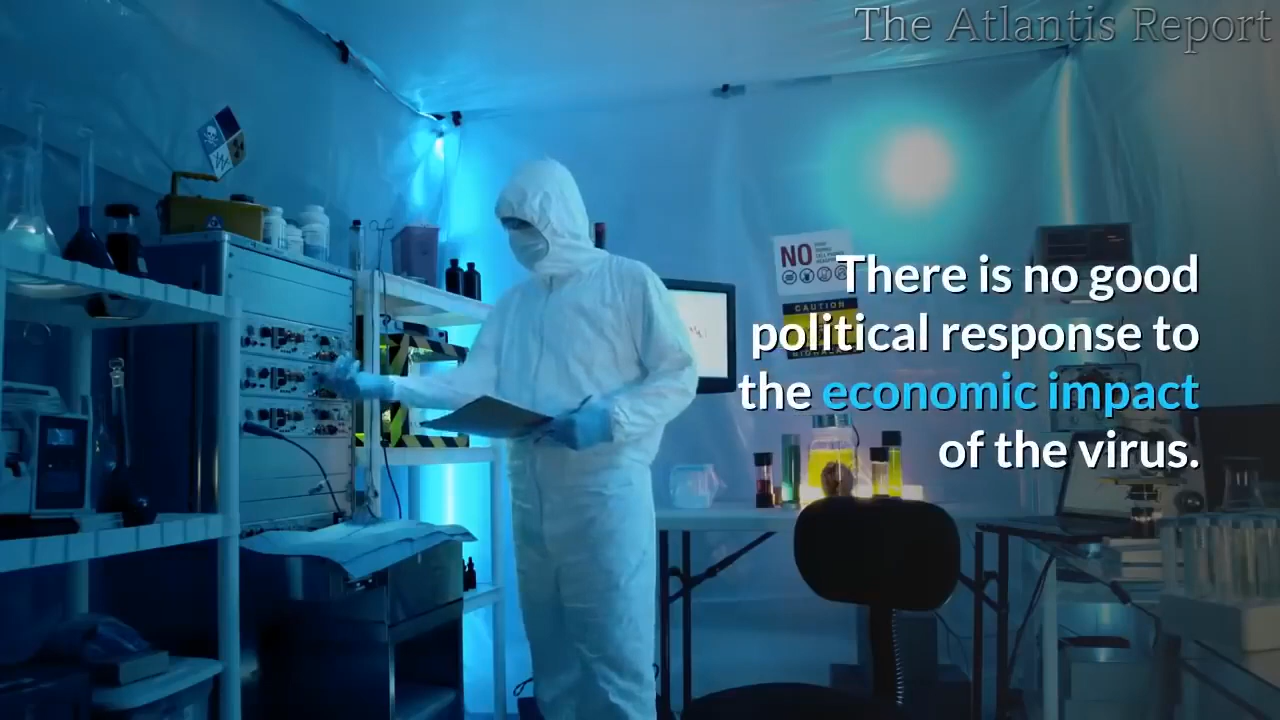 The Atlantis Report
NO
There is no good
CAUTION
political response to
the economic impact
of the virus.